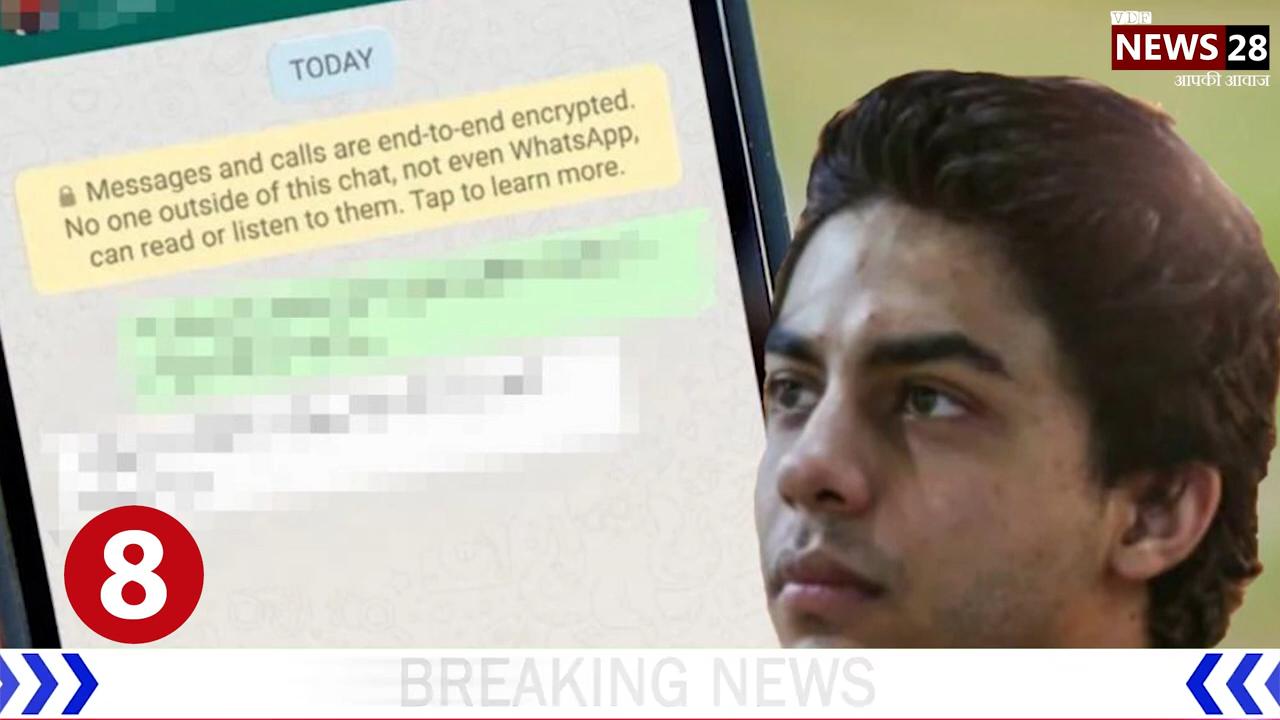 VDF
NEWS 28
आपकी आवाज
TODAY
Messages and calls are end-to-end encrypted.
No one outside of this chat, not even WhatsApp,
can read or listen to them. Tap to learn more.
8
BREAKING NEWS